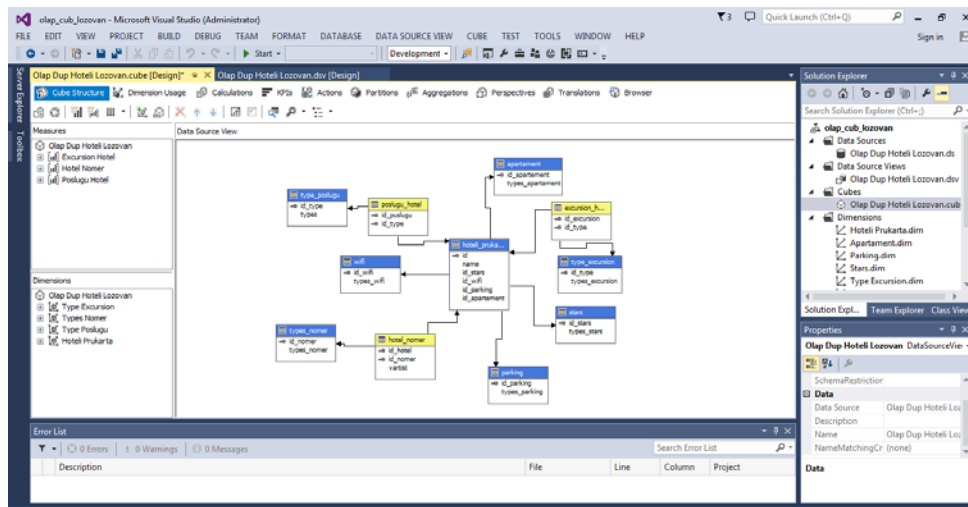 olap_cub_lozovan - Microsoft Visual Studio (Administrator)
3
Quick Launch (Ctrl+Q)
FILE EDIT VIEW PROJECT BUILD DEBUG TEAM FORMAT DATABASE DATA SOURCE VIEW CUBE TEST TOOLS WINDOW HELP
Sign in
Start
Development
Server Explorer
Toolbox
Olap Dup Hoteli Lozovan.cube [Design]*
Olap Dup Hoteli Lozovan.dsv [Design]
Cube Structure Dimension Usage Calculations KPIs Actions Partitions Aggregations Perspectives Translations Browser
Measures
Olap Dup Hoteli Lozovan
Excursion Hotel
Hotel Nomer
Poslugu Hotel
Dimensions
Olap Dup Hoteli Lozovan
Type Excursion
Types Nomer
Type Poslugu
Hoteli Prukarta
Data Source View
apartament
id_apartement
types_apartament
type_poslugu
id_type
types
poslugu_hotel
id_puslugu
id_type
excursion_h...
id_excursion
id_type
hoteli_pruka...
id
name
id_stars
id_wifi
id_parking
id_apartement
wifi
id_wifi
types_wifi
type_excursion
id_type
types_excursion
stars
id_stars
types_stars
types_nomer
id_nomer
types_nomer
hotel_nomer
id_hotel
id_nomer
vartist
parking
id_parking
types_parking
Error List
0 Errors
0 Warnings
0 Messages
Search Error List
Description File Line Column Project
Solution Explorer
Search Solution Explorer (Ctrl+;)
olap_cub_lozovan
Data Sources
Olap Dup Hoteli Lozovan.ds
Data Source Views
Olap Dup Hoteli Lozovan.dsv
Cubes
Olap Dup Hoteli Lozovan.cub
Dimensions
Hoteli Prukarta.dim
Apartament.dim
Parking.dim
Stars.dim
Type Excursion.dim
Solution Expl... Team Explorer Class View
Properties
Olap Dup Hoteli Lozovan DataSourceVie
SchemaRestriction
Data
Data Source Olap Dup Hoteli Lo
Description
Name Olap Dup Hoteli Lo
NameMatchingCr (none)
Data